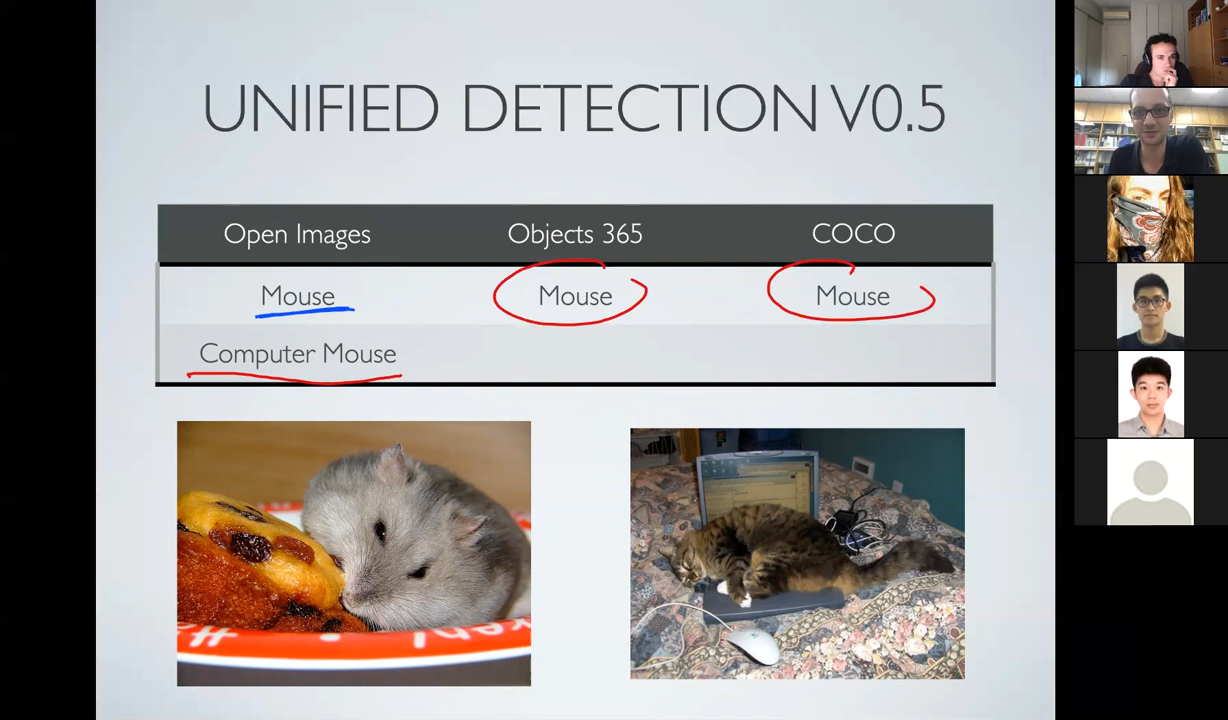 UNIFIED DETECTION V0.5
Open Images Objects 365 COCO
Mouse Mouse Mouse
Computer Mouse